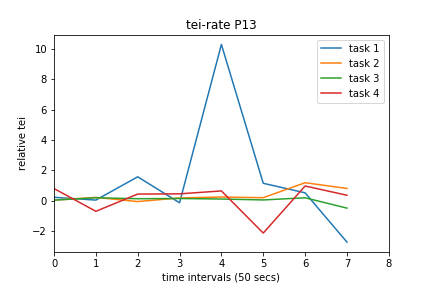 tei-rate P13
task 1
task 2
task 3
task 4
relative tei
10
8
6
4
2
0
−2
0 1 2 3 4 5 6 7 8
time intervals (50 secs)